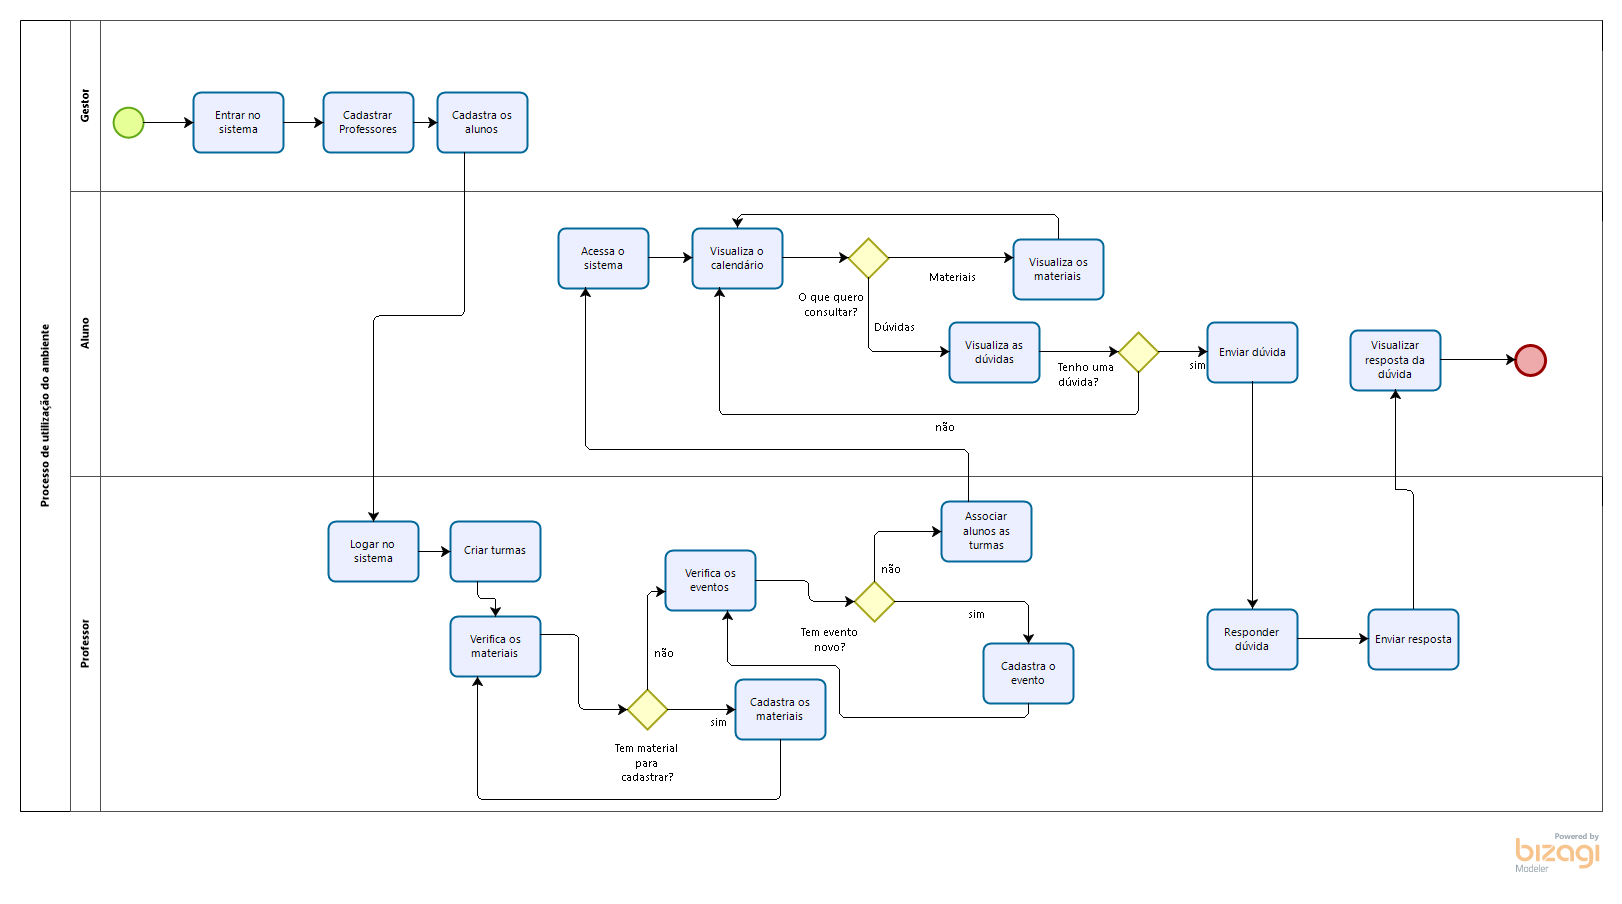 Processo de utilização do ambiente
Gestor
Entrar no
sistema
Cadastrar
Professores
Cadastra os
alunos
Aluno
Acessa o
sistema
Visualiza o
calendário
O que quero
consultar?
Materiais
Visualiza os
materiais
Dúvidas
Visualiza as
dúvidas
Tenho uma
dúvida?
sim
não
Enviar dúvida
Visualizar
resposta da
dúvida
Professor
Logar no
sistema
Criar turmas
Verifica os
materiais
Tem material
para
cadastrar?
não
sim
Cadastra os
materiais
Verifica os
eventos
Tem evento
novo?
não
sim
Associar
alunos as
turmas
Cadastra o
evento
Responder
dúvida
Enviar resposta
Powered by
bizagi
Modeler